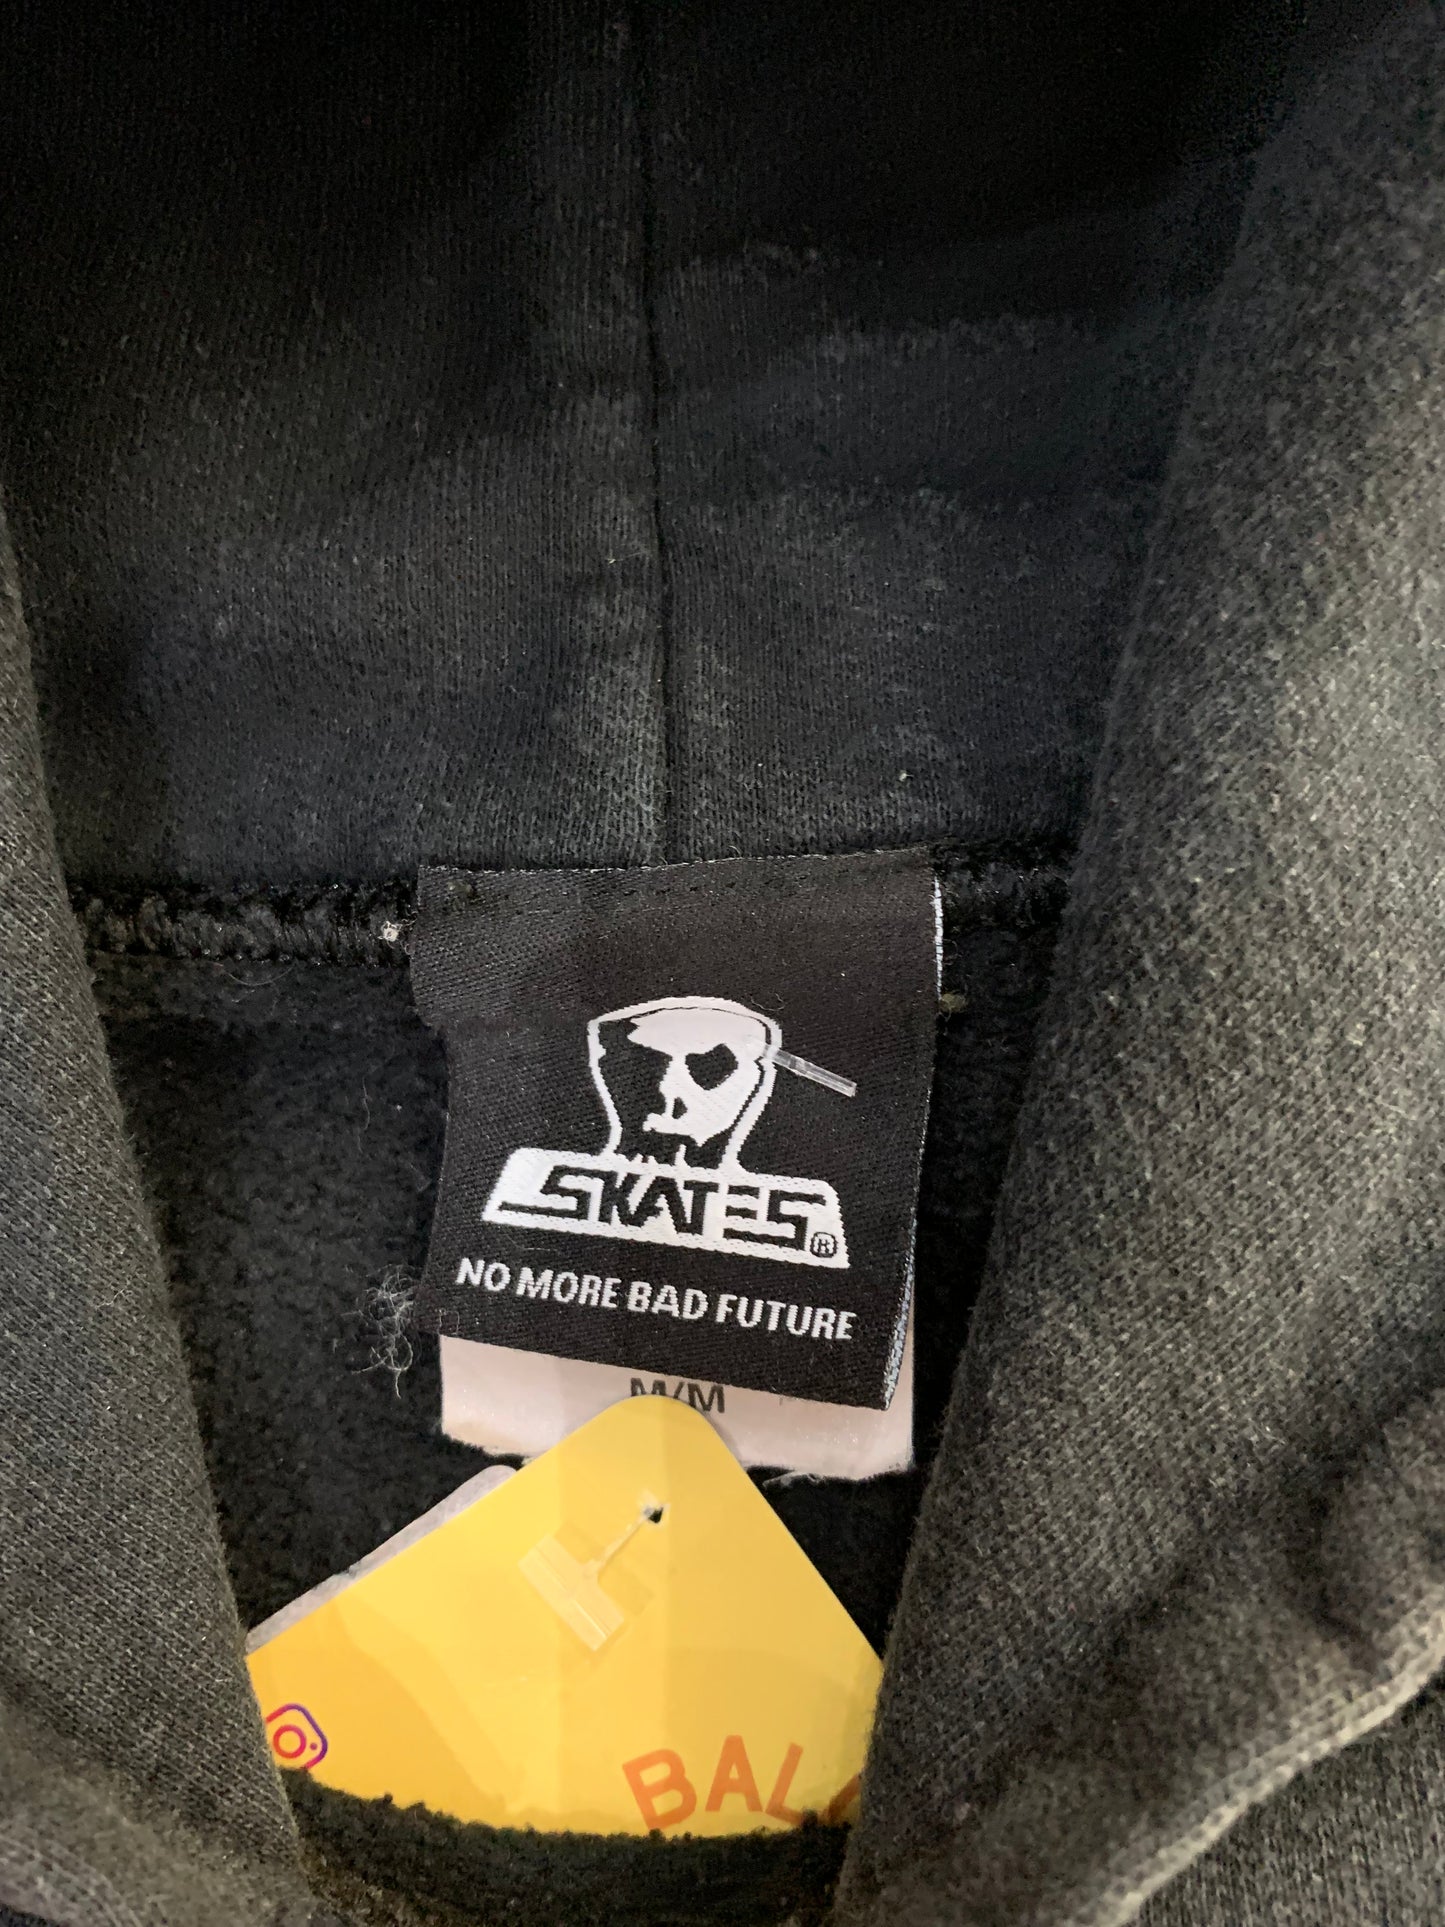 SKATES®
NO MORE BAD FUTURE
M/M
BAL